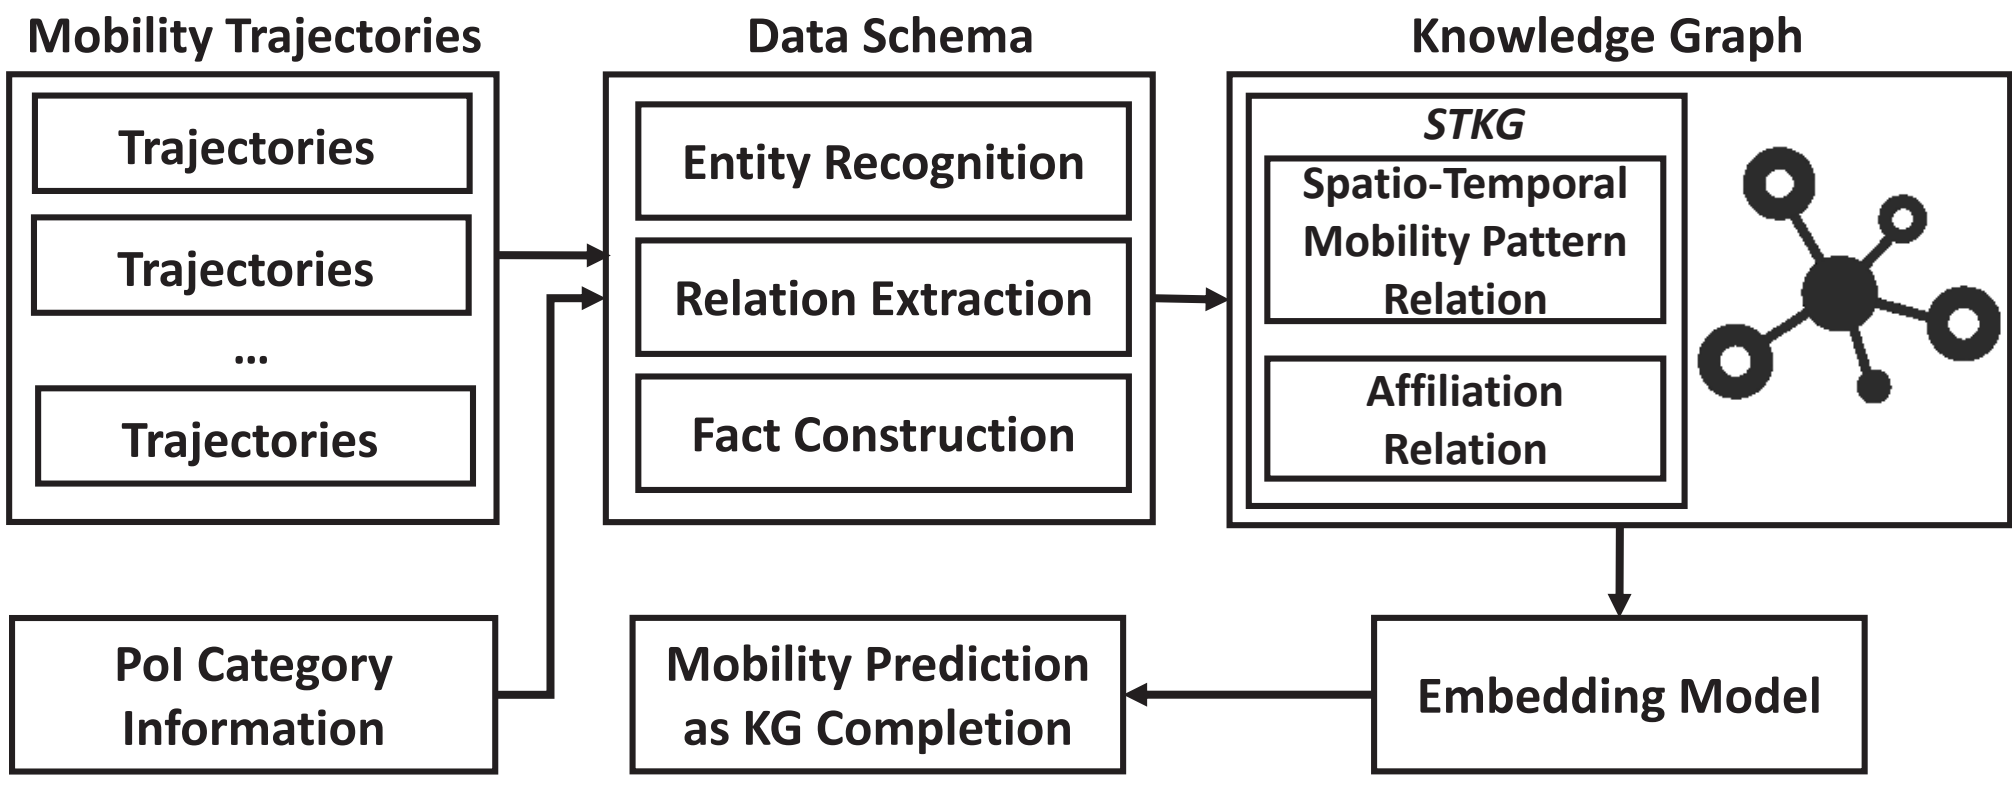 Mobility Trajectories
Trajectories
Trajectories
...
Trajectories
PoI Category
Information
Data Schema
Entity Recognition
Relation Extraction
Fact Construction
Knowledge Graph
STKG
Spatio-Temporal
Mobility Pattern
Relation
Affiliation
Relation
Embedding Model
Mobility Prediction
as KG Completion